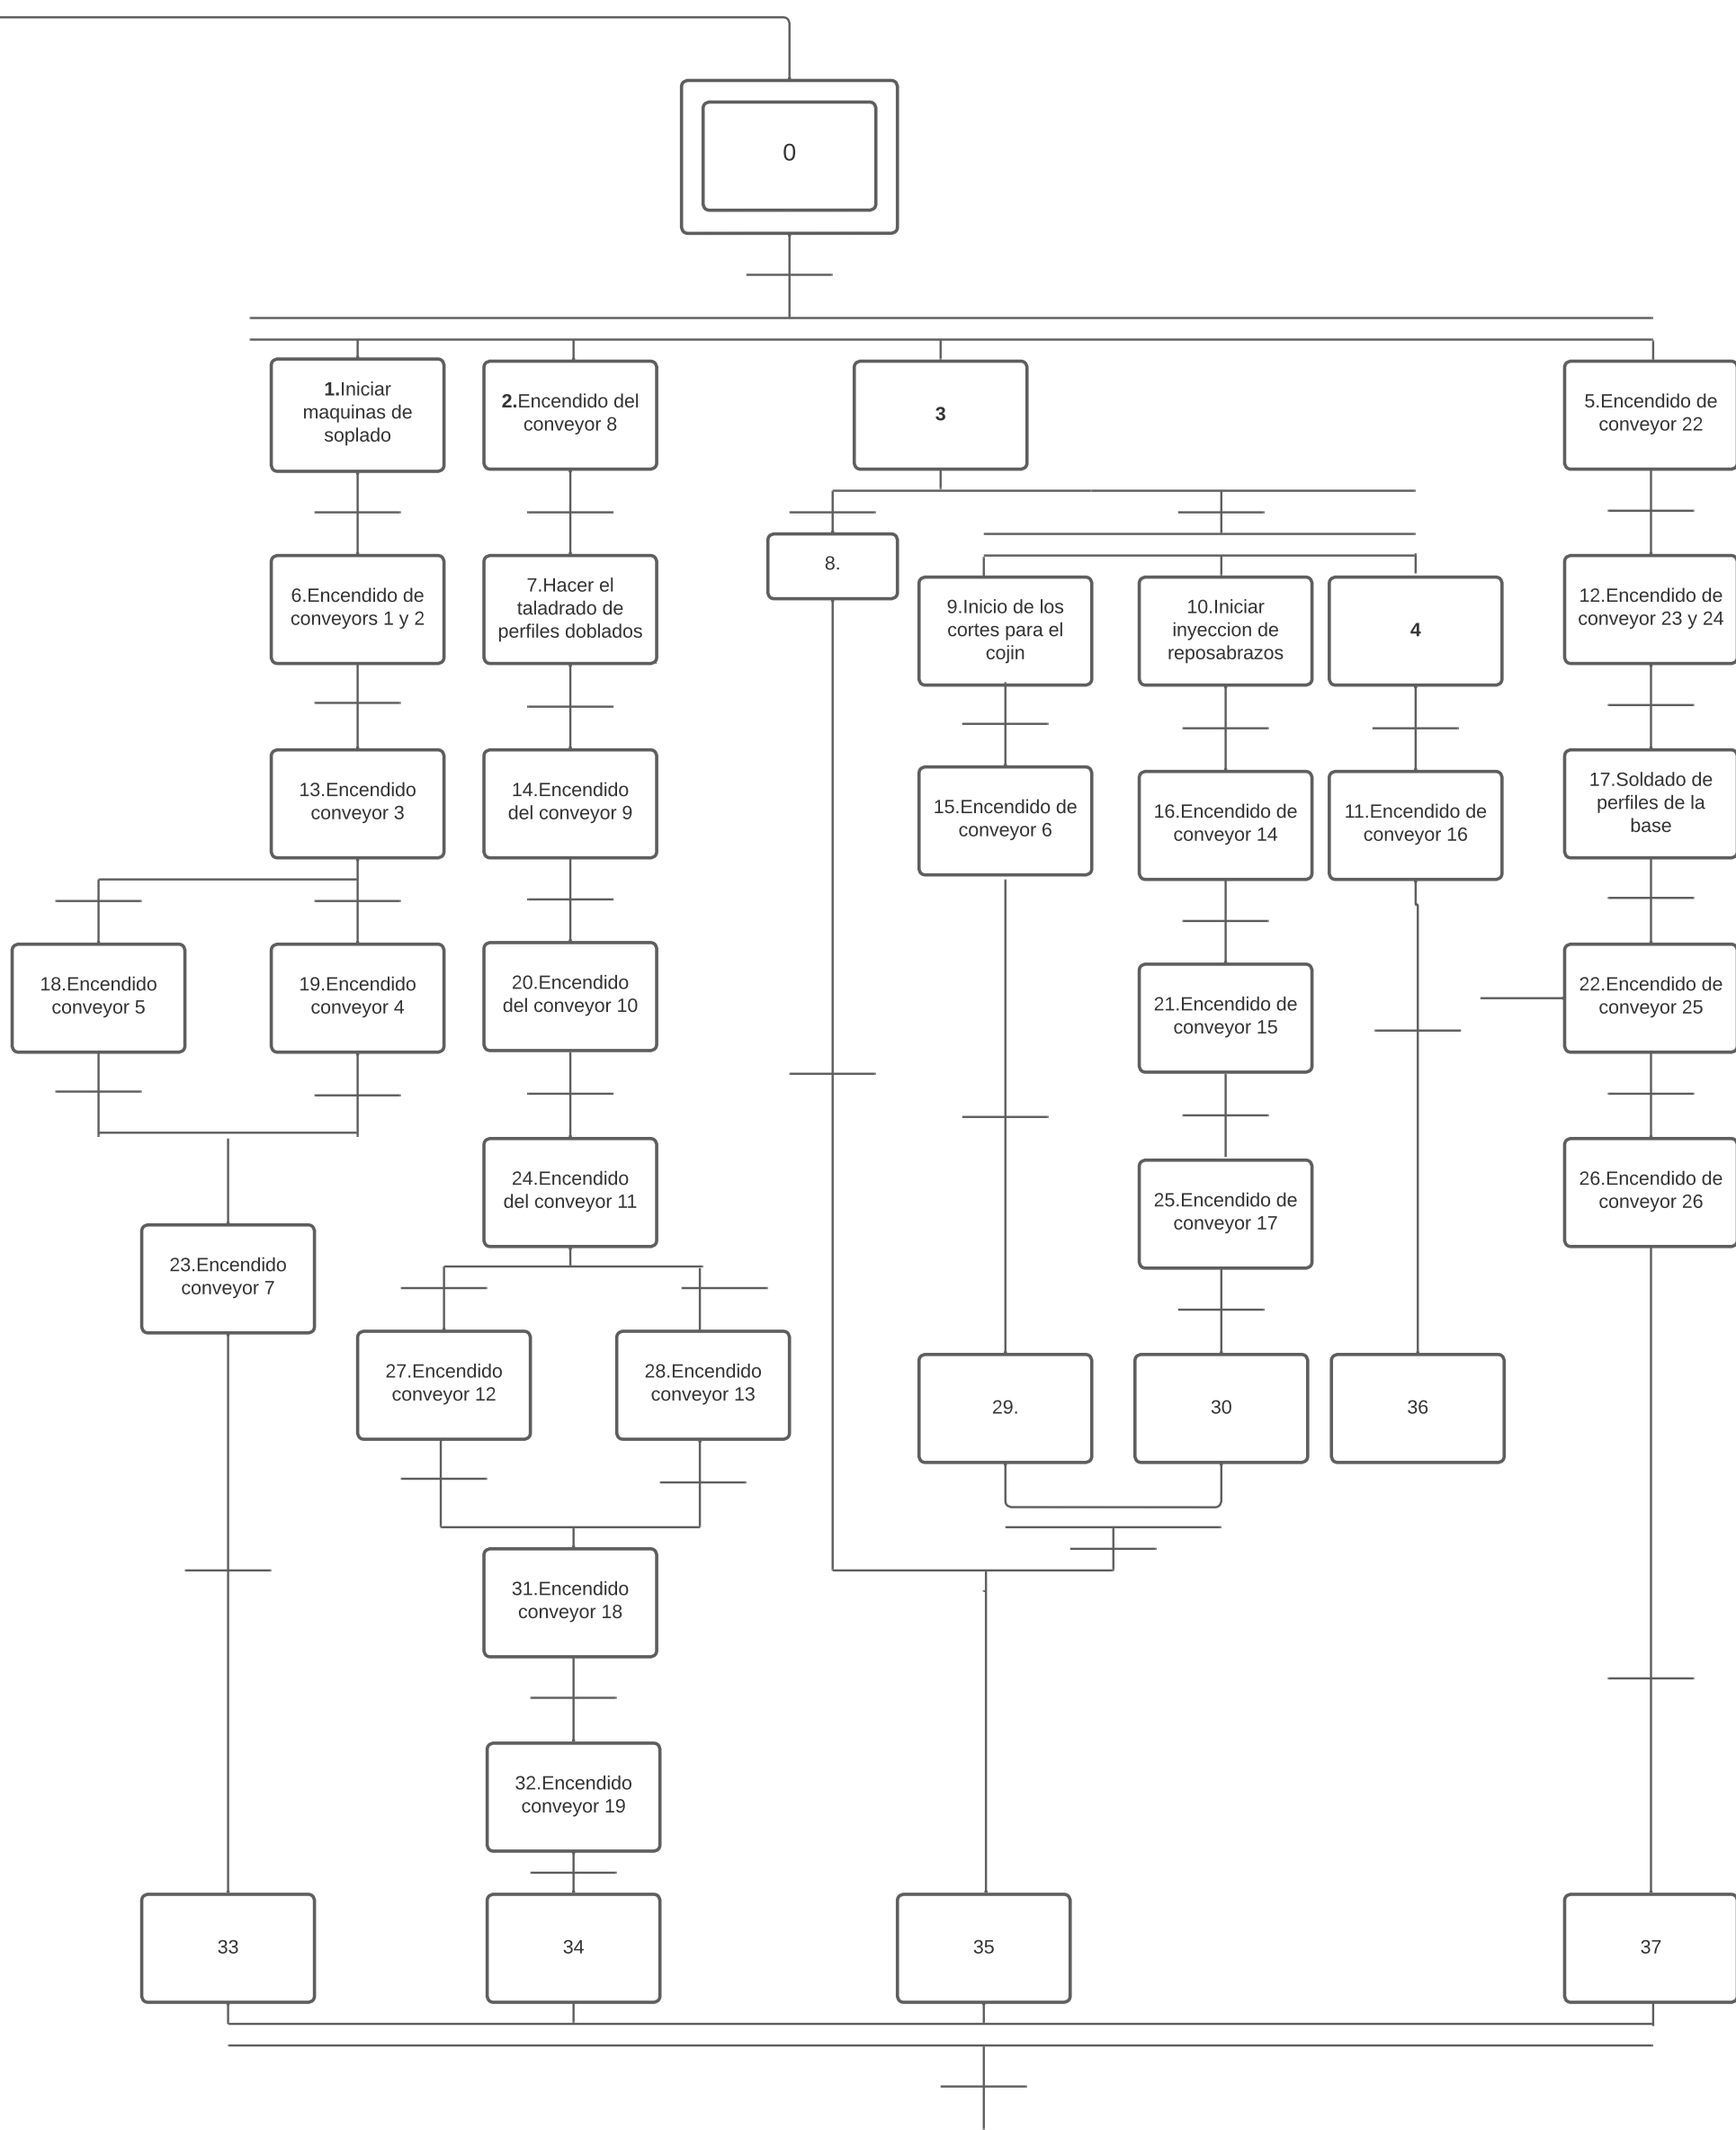 0
1.Iniciar
maquinas de
soplado
2.Encendido del
conveyor 8
3
5.Encendido de
conveyor 22
8.
6.Encendido de
conveyors 1 y 2
7.Hacer el
taladrado de
perfiles doblados
9.Inicio de los
cortes para el
cojin
10.Iniciar
inyeccion de
reposabrazos
4
12.Encendido de
conveyor 23 y 24
13.Encendido
conveyor 3
14.Encendido
del conveyor 9
15.Encendido de
conveyor 6
16.Encendido de
conveyor 14
11.Encendido de
conveyor 16
17.Soldado de
perfiles de la
base
18.Encendido
conveyor 5
19.Encendido
conveyor 4
20.Encendido
del conveyor 10
21.Encendido de
conveyor 15
22.Encendido de
conveyor 25
23.Encendido
conveyor 7
24.Encendido
del conveyor 11
25.Encendido de
conveyor 17
26.Encendido de
conveyor 26
27.Encendido
conveyor 12
28.Encendido
conveyor 13
29.
30
36
31.Encendido
conveyor 18
32.Encendido
conveyor 19
33
34
35
37